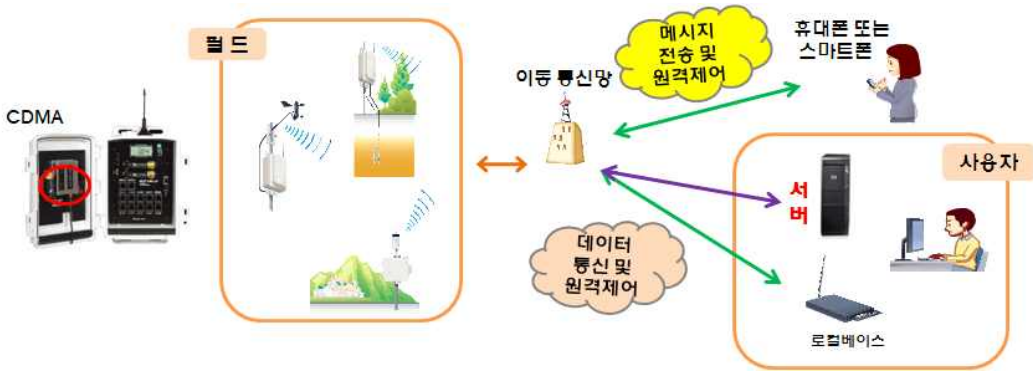 CDMA
필 드
이동 통신망
메시지
전송 및
원격제어
휴대폰 또는
스마트폰
데이터
통신 및
원격제어
사용자
서
버
로컬베이스